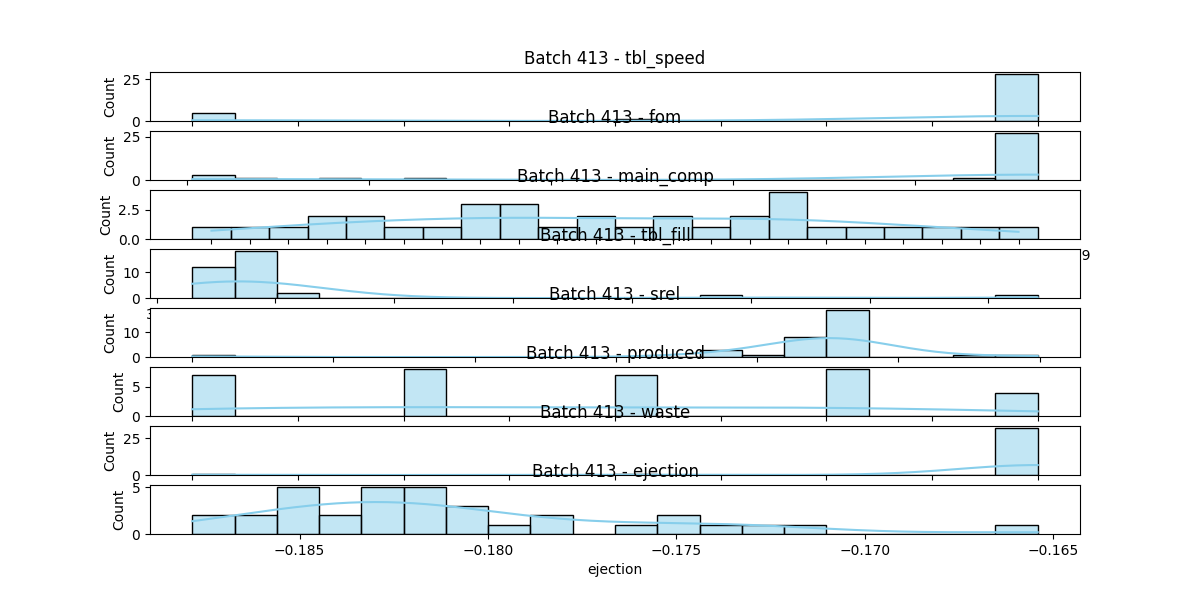 Batch 413 - tbl_speed
Count
25
0
Batch 413 - fom
Count
25
0
Batch 413 - main_comp
Count
2.5
0.0
9
Batch 413 - tbl_fill
Count
10
0
Batch 413 - srel
Count
10
0
Batch 413 - produced
Count
5
0
Batch 413 - waste
Count
25
0
Batch 413 - ejection
Count
5
0
−0.185
−0.180
−0.175
−0.170
−0.165
ejection